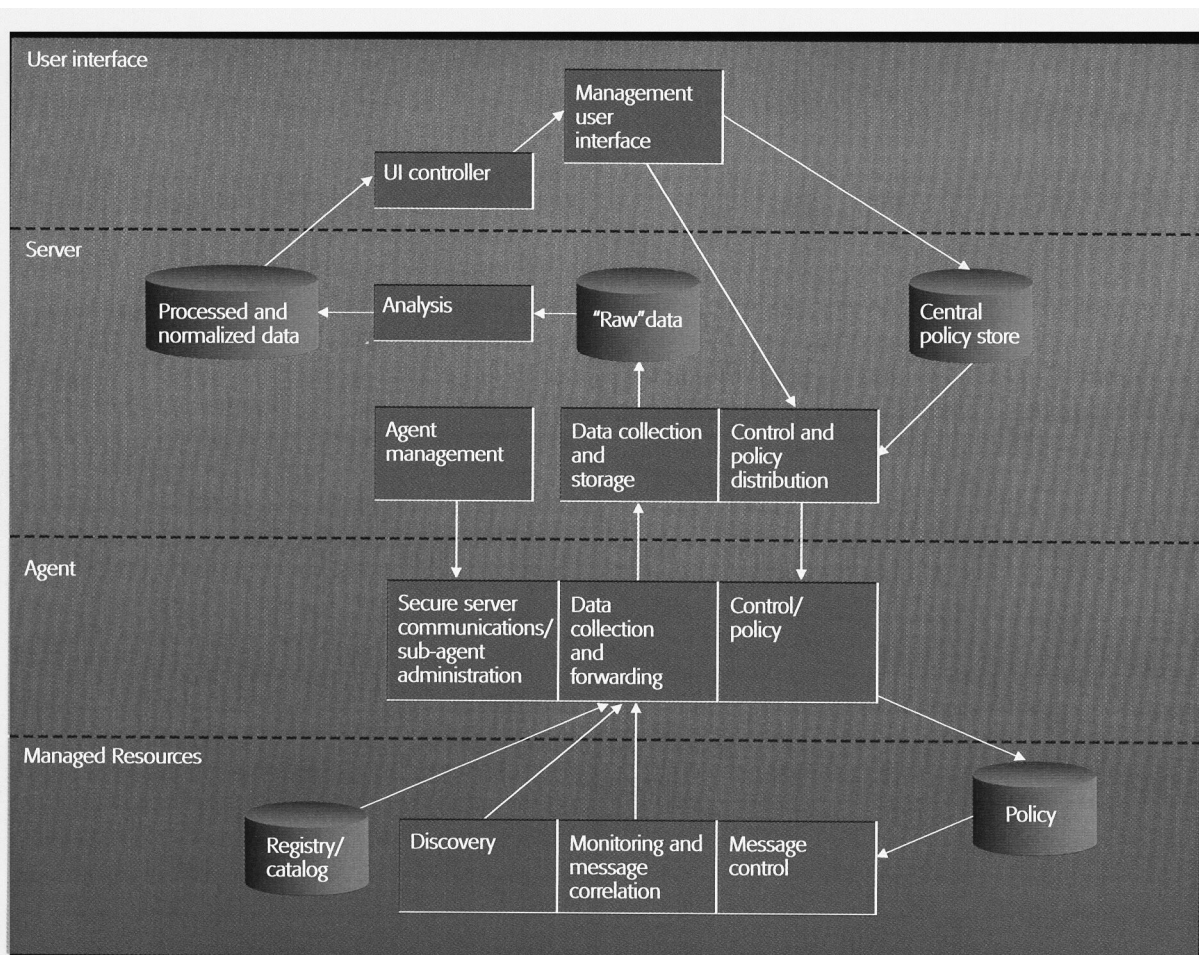 User interface
Management
user
interface
UI controller
Server
Processed and
normalized data
Analysis
“Raw” data
Central
policy store
Agent
management
Data collection
and
storage
Control and
policy
distribution
Agent
Secure server
communications/
sub-agent
administration
Data
collection
and
forwarding
Control/
policy
Managed Resources
Registry/
catalog
Discovery
Monitoring and
message
correlation
Message
control
Policy